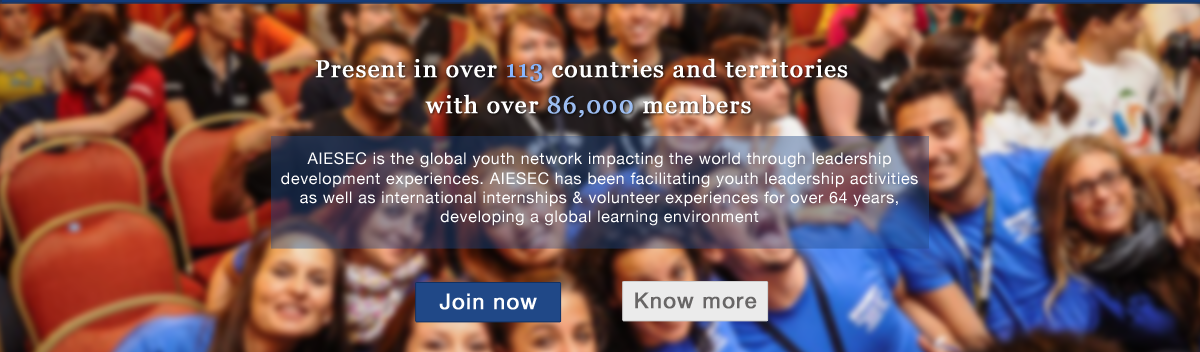 Present in over 113 countries and territories
with over 86,000 members
AIESEC is the global youth network impacting the world through leadership
development experiences. AIESEC has been facilitating youth leadership activities
as well as international internships & volunteer experiences for over 64 years,
developing a global learning environment
Join now
Know more